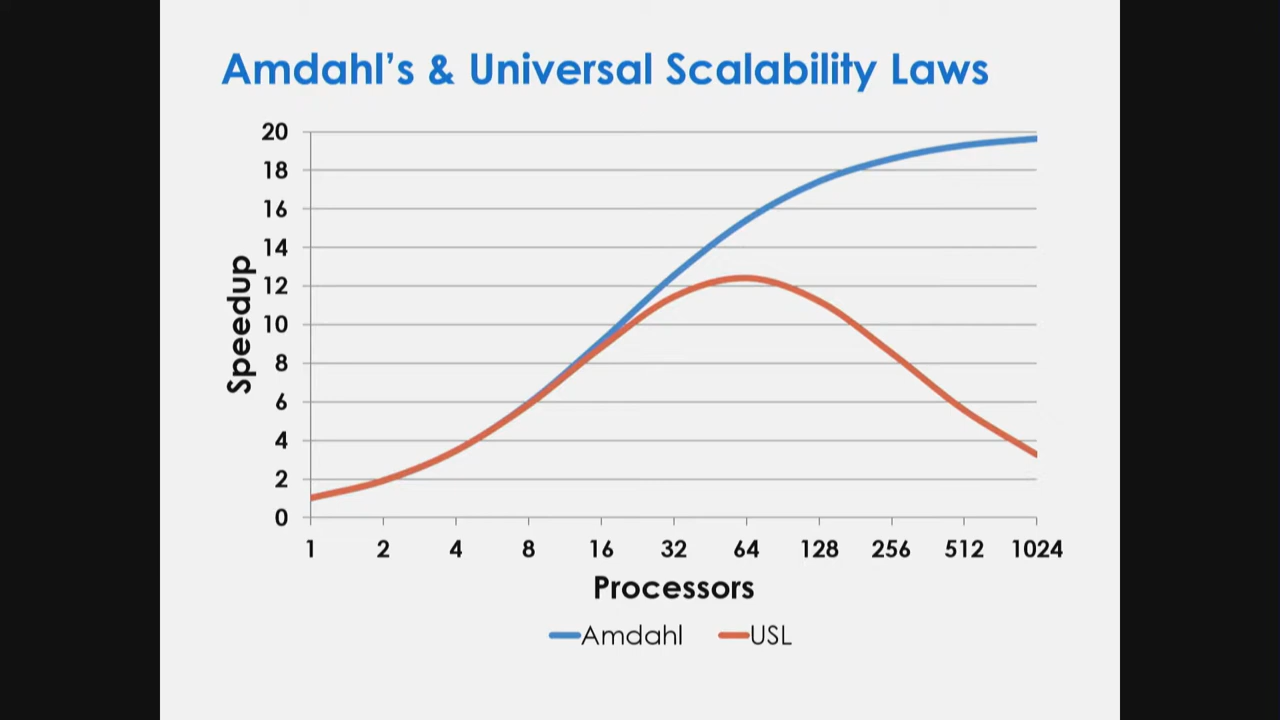 Amdahl's & Universal Scalability Laws
20
18
16
14
12
10
8
6
4
2
0
Speedup
1 2 4 8 16 32 64 128 256 512 1024
Processors
Amdahl USL